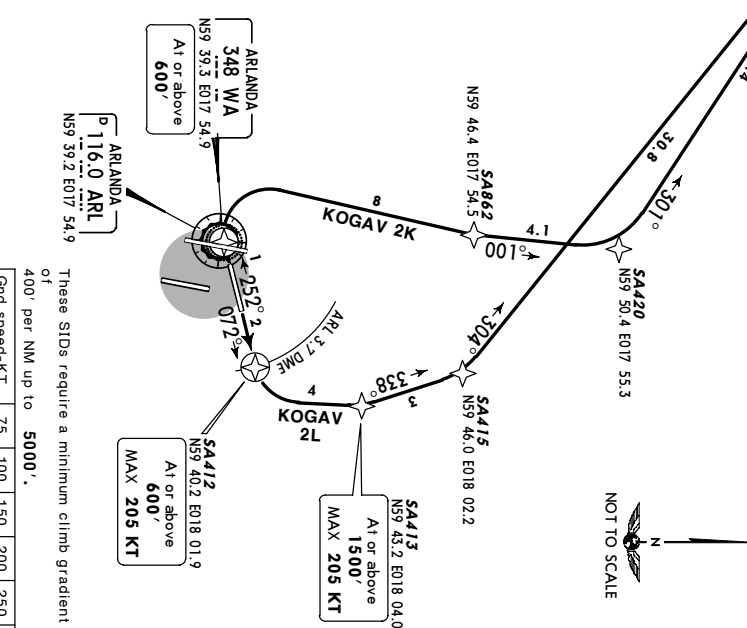 ARLANDA
348 WA
N59 39.3 E017 54.9
At or above
600'
ARLANDA
D 116.0 ARL
N59 39.2 E017 54.9
SA862
N59 46.4 E017 54.5
8
KOGAV 2K
4.1
001°
301°
30.8
.4
SA420
N59 50.4 E017 55.3
1
252°
2
072°
ARL 3.7 DME
4
KOGAV
2L
338°
3
304°
SA415
N59 46.0 E018 02.2
SA412
N59 40.2 E018 01.9
At or above
600'
MAX 205 KT
SA413
N59 43.2 E018 04.0
At or above
1500'
MAX 205 KT
NOT TO SCALE
N
These SIDs require a minimum climb gradient
of
400' per NM up to 5000'.
Gnd speed-KT 75 100 150 200 250